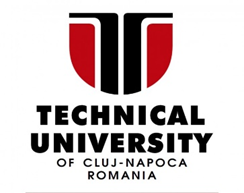 TECHNICAL
UNIVERSITY
OF CLUJ-NAPOCA
ROMANIA